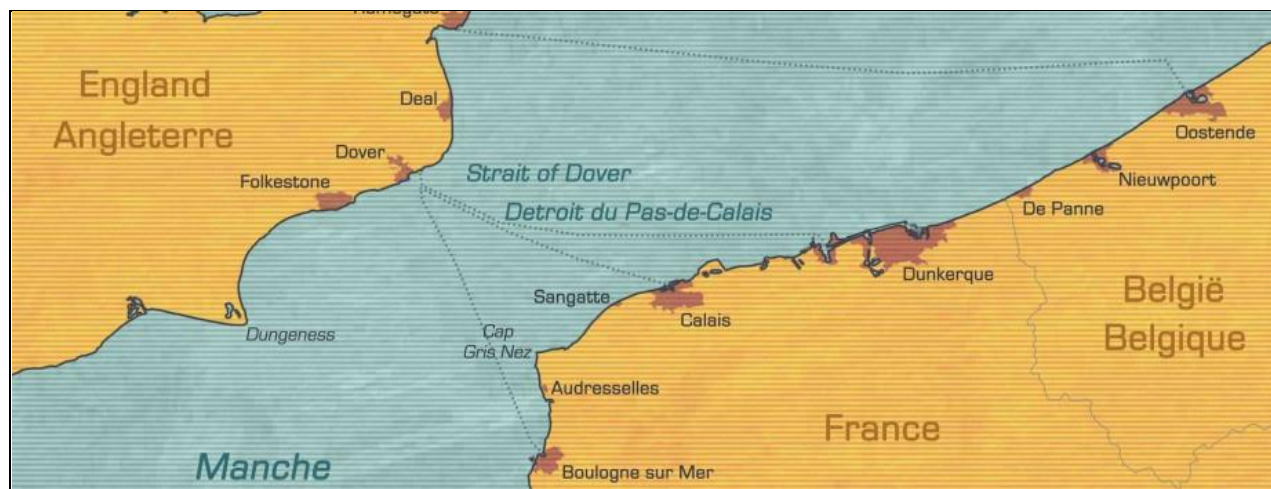 Ramsgate
England
Angleterre
Deal
Dover
Folkestone
Strait of Dover
Detroit du Pas-de-Calais
Oostende
Nieuwpoort
De Panne
Dunkerque
Sangatte
Calais
België
Belgique
Dungeness
Cap
Gris Nez
Audresselles
France
Manche
Boulogne sur Mer